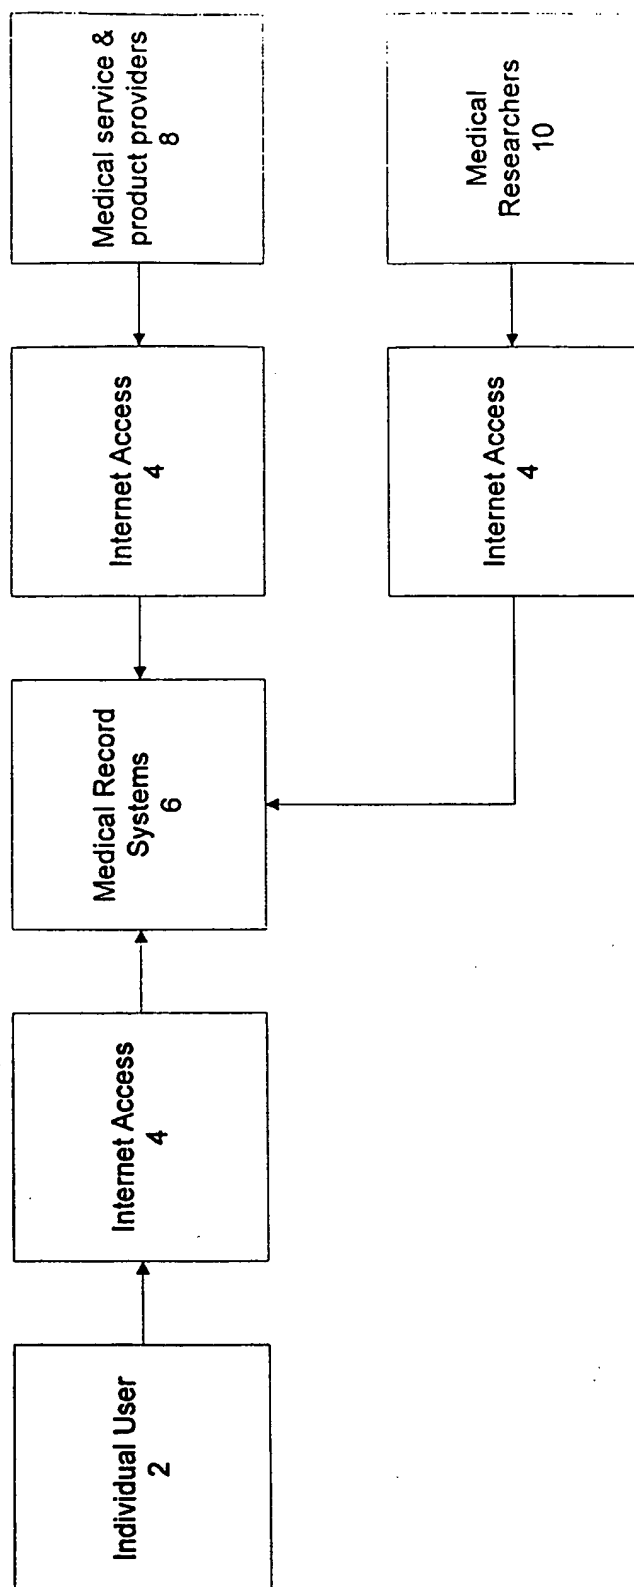 Individual User
2
Internet Access
4
Medical Record
Systems
6
Internet Access
4
Medical service &
product providers
8
Internet Access
4
Medical
Researchers
10